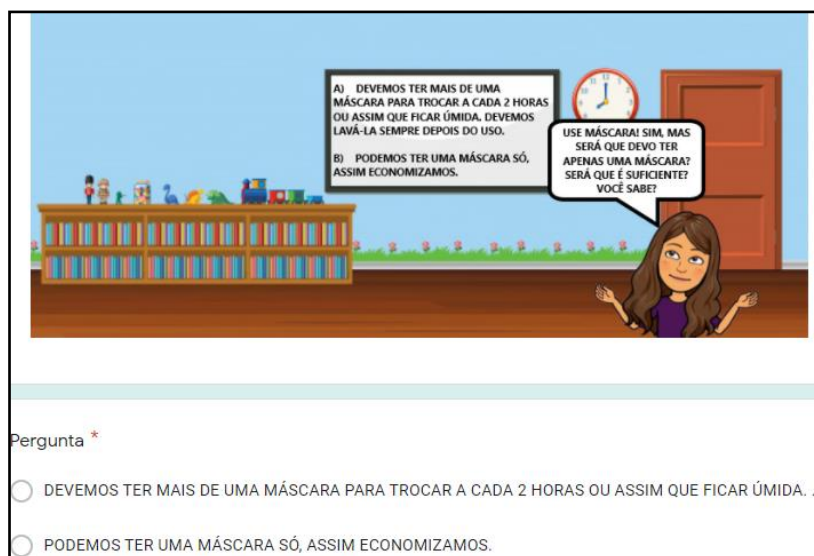 A) DEVEMOS TER MAIS DE UMA
MÁSCARA PARA TROCAR A CADA 2 HORAS
OU ASSIM QUE FICAR ÚMIDA. DEVEMOS
LAVÁ-LA SEMPRE DEPOIS DO USO.
B) PODEMOS TER UMA MÁSCARA SÓ,
ASSIM ECONOMIZAMOS.
USE MÁSCARA! SIM, MAS
SERÁ QUE DEVO TER
APENAS UMA MÁSCARA?
SERÁ QUE É SUFICIENTE?
VOCÊ SABE?
Pergunta *
DEVEMOS TER MAIS DE UMA MÁSCARA PARA TROCAR A CADA 2 HORAS OU ASSIM QUE FICAR ÚMIDA. .
PODEMOS TER UMA MÁSCARA SÓ, ASSIM ECONOMIZAMOS.